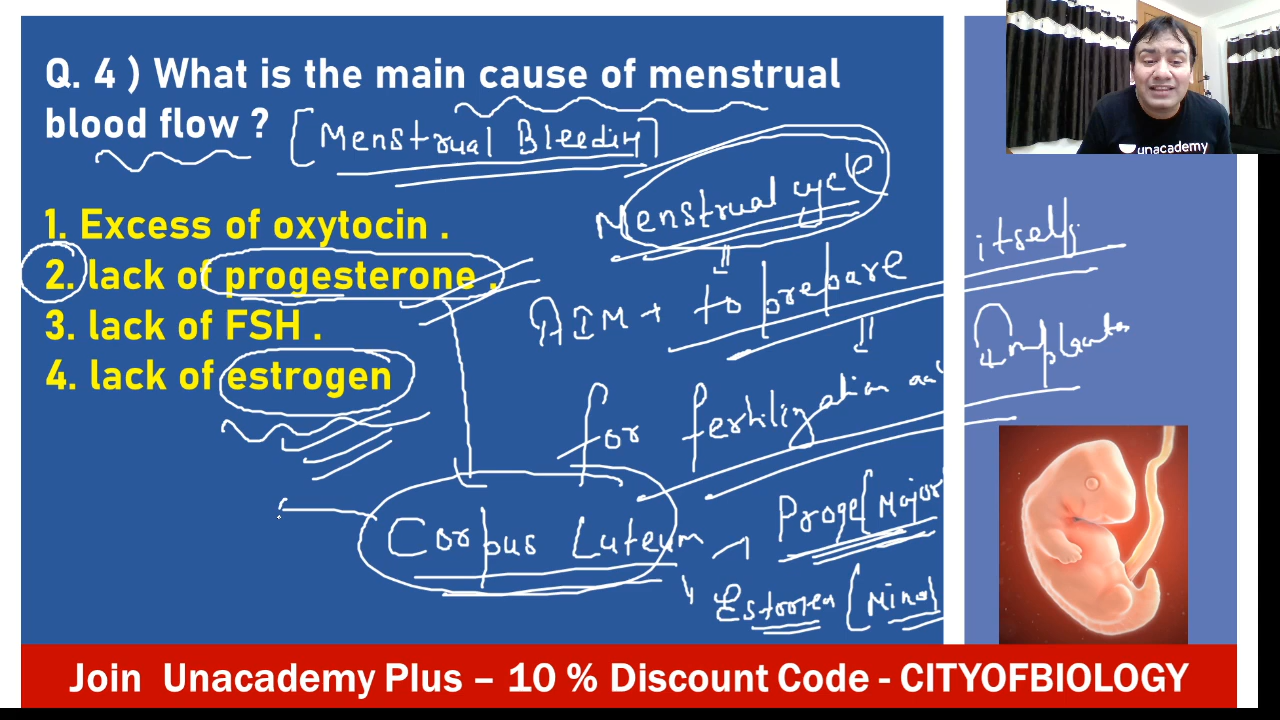 Q. 4 ) What is the main cause of menstrual
blood flow ? [Menstrual Bleeding]
1. Excess of oxytocin .
2. lack of progesterone .
3. lack of FSH .
4. lack of estrogen
Menstrual cycle
AIM → to prepare itself
for fertilization and
Corpus Luteum
Proge[Major
Estrogen [Mino
unacademy
Join Unacademy Plus – 10 % Discount Code - CITYOFBIOLOGY